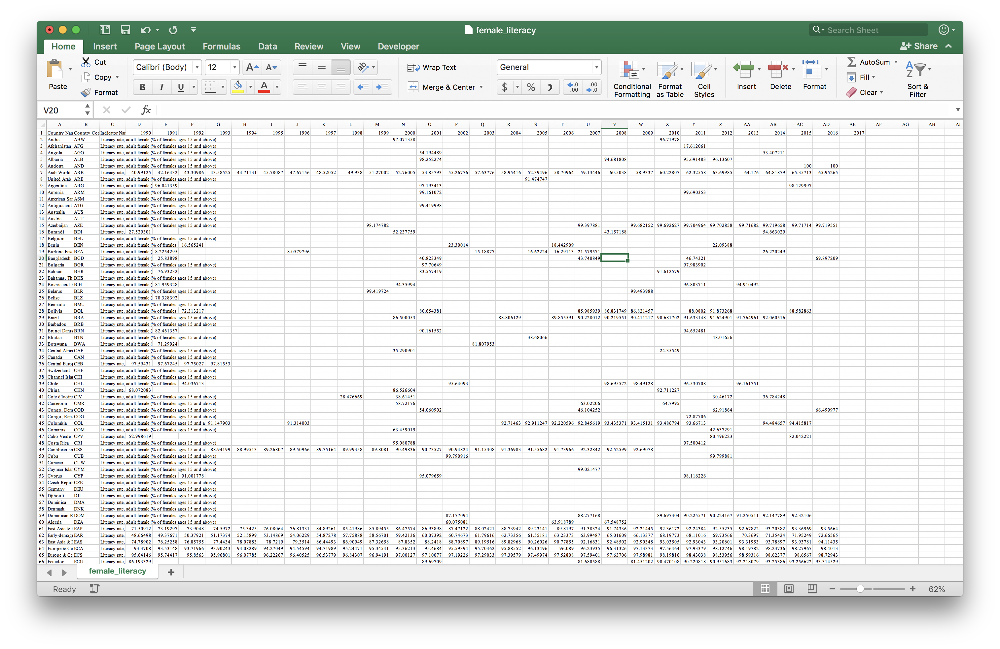 female_literacy
Search Sheet
Home Insert Page Layout Formulas Data Review View Developer Share
Paste Cut Copy Format
Calibri (Body) 12
Wrap Text
Merge & Center
General
Conditional Formatting Format as Table Cell Styles
Insert Delete Format
AutoSum
Fill
Clear
Sort & Filter
V20 fx
A B C D E F G H I J K L M N O P Q R S T U V W X Y Z AA AB AC AD AE AF AG AH AI
1 Country Nan Country Coc Indicator Nar 1990 1991 1992 1993 1994 1995 1996 1997 1998 1999 2000 2001 2002 2003 2004 2005 2006 2007 2008 2009 2010 2011 2012 2013 2014 2015 2016 2017
2 Aruba ABW Literacy rate, adult female (% of females ages 15 and above) 97.071358 96.71978
3 Afghanistan AFG Literacy rate, adult female (% of females ages 15 and above) 17.612061
4 Angola AGO Literacy rate, adult female (% of females ages 15 and above) 54.194489 53.407211
5 Albania ALB Literacy rate, adult female (% of females ages 15 and above) 98.252274 94.681808 95.691483 96.13607
6 Andorra AND Literacy rate, adult female (% of females ages 15 and above) 100 100
7 Arab World ARB Literacy rate, 40.99125 42.16432 43.30986 43.58525 44.71131 45.78087 47.67156 48.52052 49.938 51.27002 52.76005 53.85793 55.26776 57.63776 58.95416 52.39496 58.70964 59.13446 60.5038 58.9337 60.22807 62.32558 63.69985 64.176 64.81879 65.35713 65.95265
8 United Arab ARE Literacy rate, adult female (% of females ages 15 and above) 91.474747
9 Argentina ARG Literacy rate, adult female ( 96.041359 97.193413 98.129997
10 Armenia ARM Literacy rate, adult female (% of females ages 15 and above) 99.161072 99.690353
11 American Sar ASM Literacy rate, adult female (% of females ages 15 and above)
12 Antigua and ATG Literacy rate, adult female (% of females ages 15 and above) 99.419998
13 Australia AUS Literacy rate, adult female (% of females ages 15 and above)
14 Austria AUT Literacy rate, adult female (% of females ages 15 and above)
15 Azerbaijan AZE Literacy rate, adult female (% of females ages 15 and above) 98.174782 99.397881 99.682152 99.692627 99.704964 99.702858 99.71682 99.719658 99.71714 99.719551
16 Burundi BDI Literacy rate, 27.529301 52.237759 43.157188 54.663029
17 Belgium BEL Literacy rate, adult female (% of females ages 15 and above)
18 Benin BEN Literacy rate, adult female (% of females a 16.565241 23.30014 18.442909 22.09388
19 Burkina Fasc BFA Literacy rate, adult female ( 8.2254295 8.0579796 15.18877 16.62224 16.29113 21.579571 26.220249
20 Bangladesh BGD Literacy rate, adult female ( 25.83898 40.823349 43.740849 46.74321 69.897209
21 Bulgaria BGR Literacy rate, adult female (% of females ages 15 and above) 97.70649 97.983902
22 Bahrain BHR Literacy rate, adult female ( 76.93232 83.557419 91.612579
23 Bahamas, Th BHS Literacy rate, adult female (% of females ages 15 and above)
24 Bosnia and I BIH Literacy rate, adult female ( 81.959328 94.35994 96.803711 94.910492
25 Belarus BLR Literacy rate, adult female (% of females ages 15 and above) 99.419724 99.493988
26 Belize BLZ Literacy rate, adult female ( 70.328392
27 Bermuda BMU Literacy rate, adult female (% of females ages 15 and above)
28 Bolivia BOL Literacy rate, adult female (% of females a 72.313217 80.654381 85.985939 86.831749 86.821457 88.0802 91.873268 88.582863
29 Brazil BRA Literacy rate, adult female (% of females ages 15 and above) 86.500053 88.806129 89.855591 90.228012 90.219551 90.411217 90.681702 91.633148 91.624901 91.764961 92.060516
30 Barbados BRB Literacy rate, adult female (% of females ages 15 and above)
31 Brunei Darus BRN Literacy rate, adult female ( 82.461357 90.161552 94.652481
32 Bhutan BTN Literacy rate, adult female (% of females ages 15 and above) 38.68066 48.01656
33 Botswana BWA Literacy rate, adult female ( 71.29924 81.807953
34 Central Afric CAF Literacy rate, adult female (% of females ages 15 and above) 35.290901 24.35549
35 Canada CAN Literacy rate, adult female (% of females ages 15 and above)
36 Central Euro CEB Literacy rate, 97.59431 97.67245 97.75027 97.81553
37 Switzerland CHE Literacy rate, adult female (% of females ages 15 and above)
38 Channel Isla CHI Literacy rate, adult female (% of females ages 15 and above)
39 Chile CHL Literacy rate, adult female (% of females a 94.036713 95.64093 98.695572 98.49128 96.530708 96.161751
40 China CHN Literacy rate, 68.072083 86.526604 92.711227
41 Cote d'Ivoire CIV Literacy rate, adult female (% of females ages 15 and above) 28.476669 38.61451 30.46172 36.784248
42 Cameroon CMR Literacy rate, adult female (% of females ages 15 and above) 58.72176 63.02206 64.7995
43 Congo, Dem COD Literacy rate, adult female (% of females ages 15 and above) 54.060902 46.104252 62.91864 66.499977
44 Congo, Rep. COG Literacy rate, adult female (% of females ages 15 and above) 72.87706
45 Colombia COL Literacy rate, adult female (% of females ages 15 and a 91.147903 91.314003 92.71463 92.911247 92.220596 92.845619 93.435371 93.415131 93.486794 93.66713 94.484657 94.415817
46 Comoros COM Literacy rate, adult female (% of females ages 15 and above) 63.459019 42.637291
47 Cabo Verde CPV Literacy rate, 52.998619 80.496223 82.042221
48 Costa Rica CRI Literacy rate, adult female (% of females ages 15 and above) 95.080788 97.500412
49 Caribbean sn CSS Literacy rate, adult female (% of females ages 15 and a 88.94199 88.99513 89.26807 89.50966 89.75164 89.99358 89.8081 90.49836 90.73527 90.94824 91.15308 91.36983 91.55682 91.73966 92.32842 92.52599 92.69078
50 Cuba CUB Literacy rate, adult female (% of females ages 15 and above) 99.790916 99.799881
51 Curacao CUW Literacy rate, adult female (% of females ages 15 and above)
52 Cayman Islar CYM Literacy rate, adult female (% of females ages 15 and above) 99.021477
53 Cyprus CYP Literacy rate, adult female (% of females a 91.001778 95.079659 98.116226
54 Czech Repub CZE Literacy rate, adult female (% of females ages 15 and above)
55 Germany DEU Literacy rate, adult female (% of females ages 15 and above)
56 Djibouti DJI Literacy rate, adult female (% of females ages 15 and above)
57 Dominica DMA Literacy rate, adult female (% of females ages 15 and above)
58 Denmark DNK Literacy rate, adult female (% of females ages 15 and above)
59 Dominican R DOM Literacy rate, adult female (% of females ages 15 and above) 87.177094 88.277168 89.697304 90.225571 90.224167 91.250511 92.147789 92.32106
60 Algeria DZA Literacy rate, adult female (% of females ages 15 and above) 60.075081 63.918789 67.548752
61 East Asia & I EAP Literacy rate, 71.50912 73.19297 73.9048 74.5972 75.3425 76.08064 76.81331 84.89261 85.41986 85.89455 86.47574 86.93898 87.47122 88.02421 88.73942 89.23141 89.8197 91.38324 91.74336 92.21445 92.36172 92.24384 92.55235 92.67822 93.20382 93.36969 93.5664
62 Early-demog EAR Literacy rate, 48.66498 49.37671 50.37921 51.17374 52.15899 53.14869 54.06229 54.87278 57.75888 58.56701 59.42136 60.07392 60.74673 61.79616 62.73356 61.55181 63.23373 63.99487 65.01609 66.13377 68.19773 68.11016 69.73566 70.3697 71.35424 71.95249 72.66565
63 East Asia & I EAS Literacy rate, 74.78902 76.25258 76.85755 77.4434 78.07883 78.7219 79.3514 86.44493 86.90949 87.32658 87.8352 88.2418 88.70897 89.19516 89.82968 90.26026 90.77855 92.16631 92.48502 92.90348 93.03505 92.93043 93.20601 93.31953 93.78897 93.93781 94.11435
64 Europe & Ce ECA Literacy rate, 93.3708 93.53148 93.71966 93.90243 94.08289 94.27049 94.54594 94.71989 95.24471 95.34541 95.36213 95.4684 95.59394 95.70462 95.88552 96.13496 96.089 96.23935 96.31326 97.13373 97.56464 97.93379 98.12746 98.19782 98.23736 98.27967 98.4013
65 Europe & Ce ECS Literacy rate, 95.64146 95.74417 95.8563 95.96801 96.07785 96.22267 96.40525 96.53779 96.84307 96.94191 97.00127 97.10077 97.19226 97.29033 97.39657 97.49974 97.52808 97.59401 97.63706 97.98981 98.19816 98.43038 98.53956 98.59316 98.62377 98.6567 98.72943
66 Ecuador ECU Literacy rate, 86.193329 89.69709 81.680588 81.451202 90.470108 90.220818 90.951683 92.218079 93.25386 93.256622 93.314529
female_literacy
Ready 62%